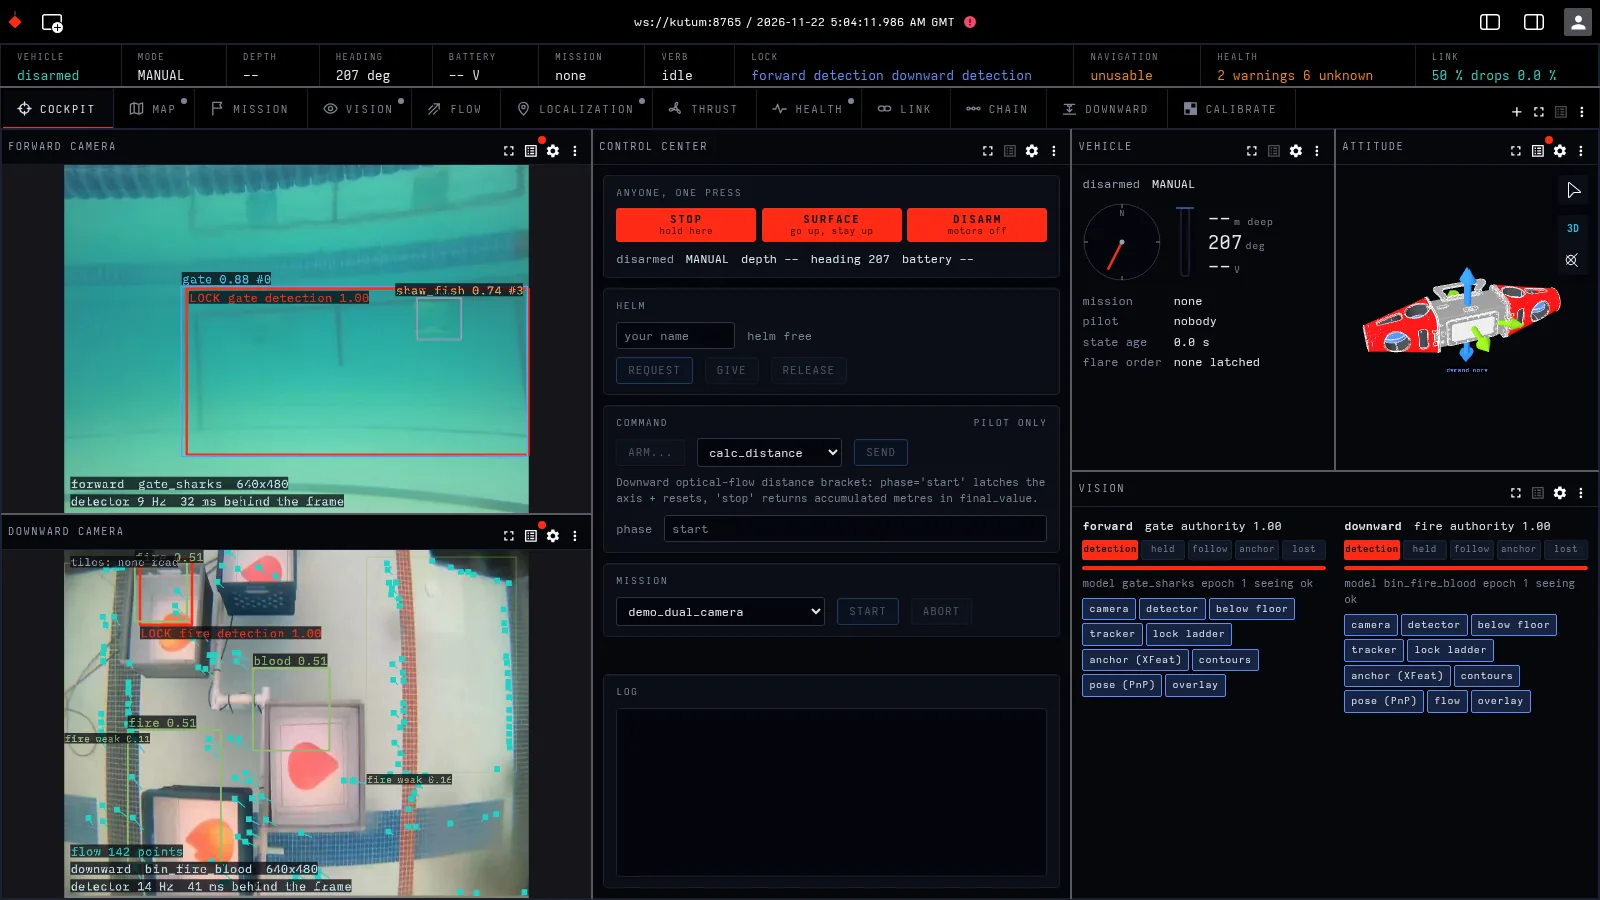 ws://kutum:8765 / 2026-11-22 5:04:11.986 AM GMT
VEHICLE
disarmed
MODE
MANUAL
DEPTH
--
HEADING
207 deg
BATTERY
-- V
MISSION
none
VERB
idle
LOCK
forward detection downward detection
NAVIGATION
unusable
HEALTH
2 warnings 6 unknown
LINK
50 % drops 0.0 %
COCKPIT
MAP
MISSION
VISION
FLOW
LOCALIZATION
THRUST
HEALTH
LINK
CHAIN
DOWNWARD
CALIBRATE
FORWARD CAMERA
gate 0.88 #0
LOCK gate detection 1.00
shaw_fish 0.74 #3
forward gate_sharks 640x480
detector 9 Hz 32 ms behind the frame
DOWNWARD CAMERA
fire 0.51
tiles: none read
LOCK fire detection 1.00
blood 0.51
fire 0.51
fire weak 0.11
fire weak 0.16
flow 142 points
downward bin_fire_blood 640x480
detector 14 Hz 41 ms behind the frame
CONTROL CENTER
ANYONE, ONE PRESS
STOP
hold here
SURFACE
go up, stay up
DISARM
motors off
disarmed MANUAL depth -- heading 207 battery --
HELM
your name
helm free
REQUEST
GIVE
RELEASE
COMMAND
PILOT ONLY
ARM...
calc_distance
SEND
Downward optical-flow distance bracket: phase='start' latches the
axis + resets, 'stop' returns accumulated metres in final_value.
phase
start
MISSION
demo_dual_camera
START
ABORT
LOG
VEHICLE
disarmed MANUAL
N
-- m deep
207 deg
-- V
mission none
pilot nobody
state age 0.0 s
flare order none latched
ATTITUDE
3D
demand none
VISION
forward gate authority 1.00
detection held follow anchor lost
model gate_sharks epoch 1 seeing ok
camera detector below floor
tracker lock ladder
anchor (XFeat) contours
pose (PnP) overlay
downward fire authority 1.00
detection held follow anchor lost
model bin_fire_blood epoch 1 seeing
ok
camera detector below floor
tracker lock ladder
anchor (XFeat) contours
pose (PnP) flow overlay